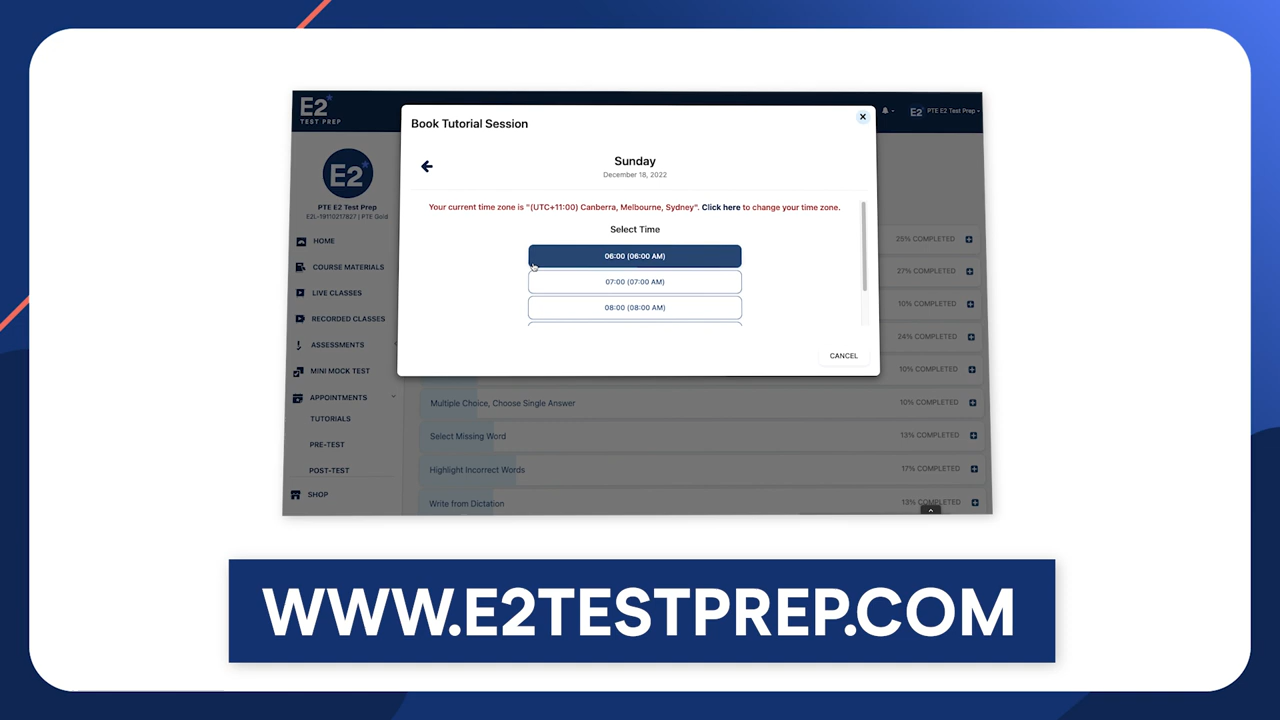 E2
TEST PREP
PTE E2 Test Prep
E2
PTE E2 Test Prep
E2L-19110217827 | PTE Gold
HOME
COURSE MATERIALS
LIVE CLASSES
RECORDED CLASSES
ASSESSMENTS
MINI MOCK TEST
APPOINTMENTS
TUTORIALS
PRE-TEST
POST-TEST
SHOP
Book Tutorial Session
Sunday
December 18, 2022
Your current time zone is "(UTC+11:00) Canberra, Melbourne, Sydney". Click here to change your time zone.
Select Time
06:00 (06:00 AM)
07:00 (07:00 AM)
08:00 (08:00 AM)
CANCEL
25% COMPLETED
27% COMPLETED
10% COMPLETED
24% COMPLETED
10% COMPLETED
Multiple Choice, Choose Single Answer 10% COMPLETED
Select Missing Word 13% COMPLETED
Highlight Incorrect Words 17% COMPLETED
Write from Dictation 13% COMPLETED
WWW.E2TESTPREP.COM